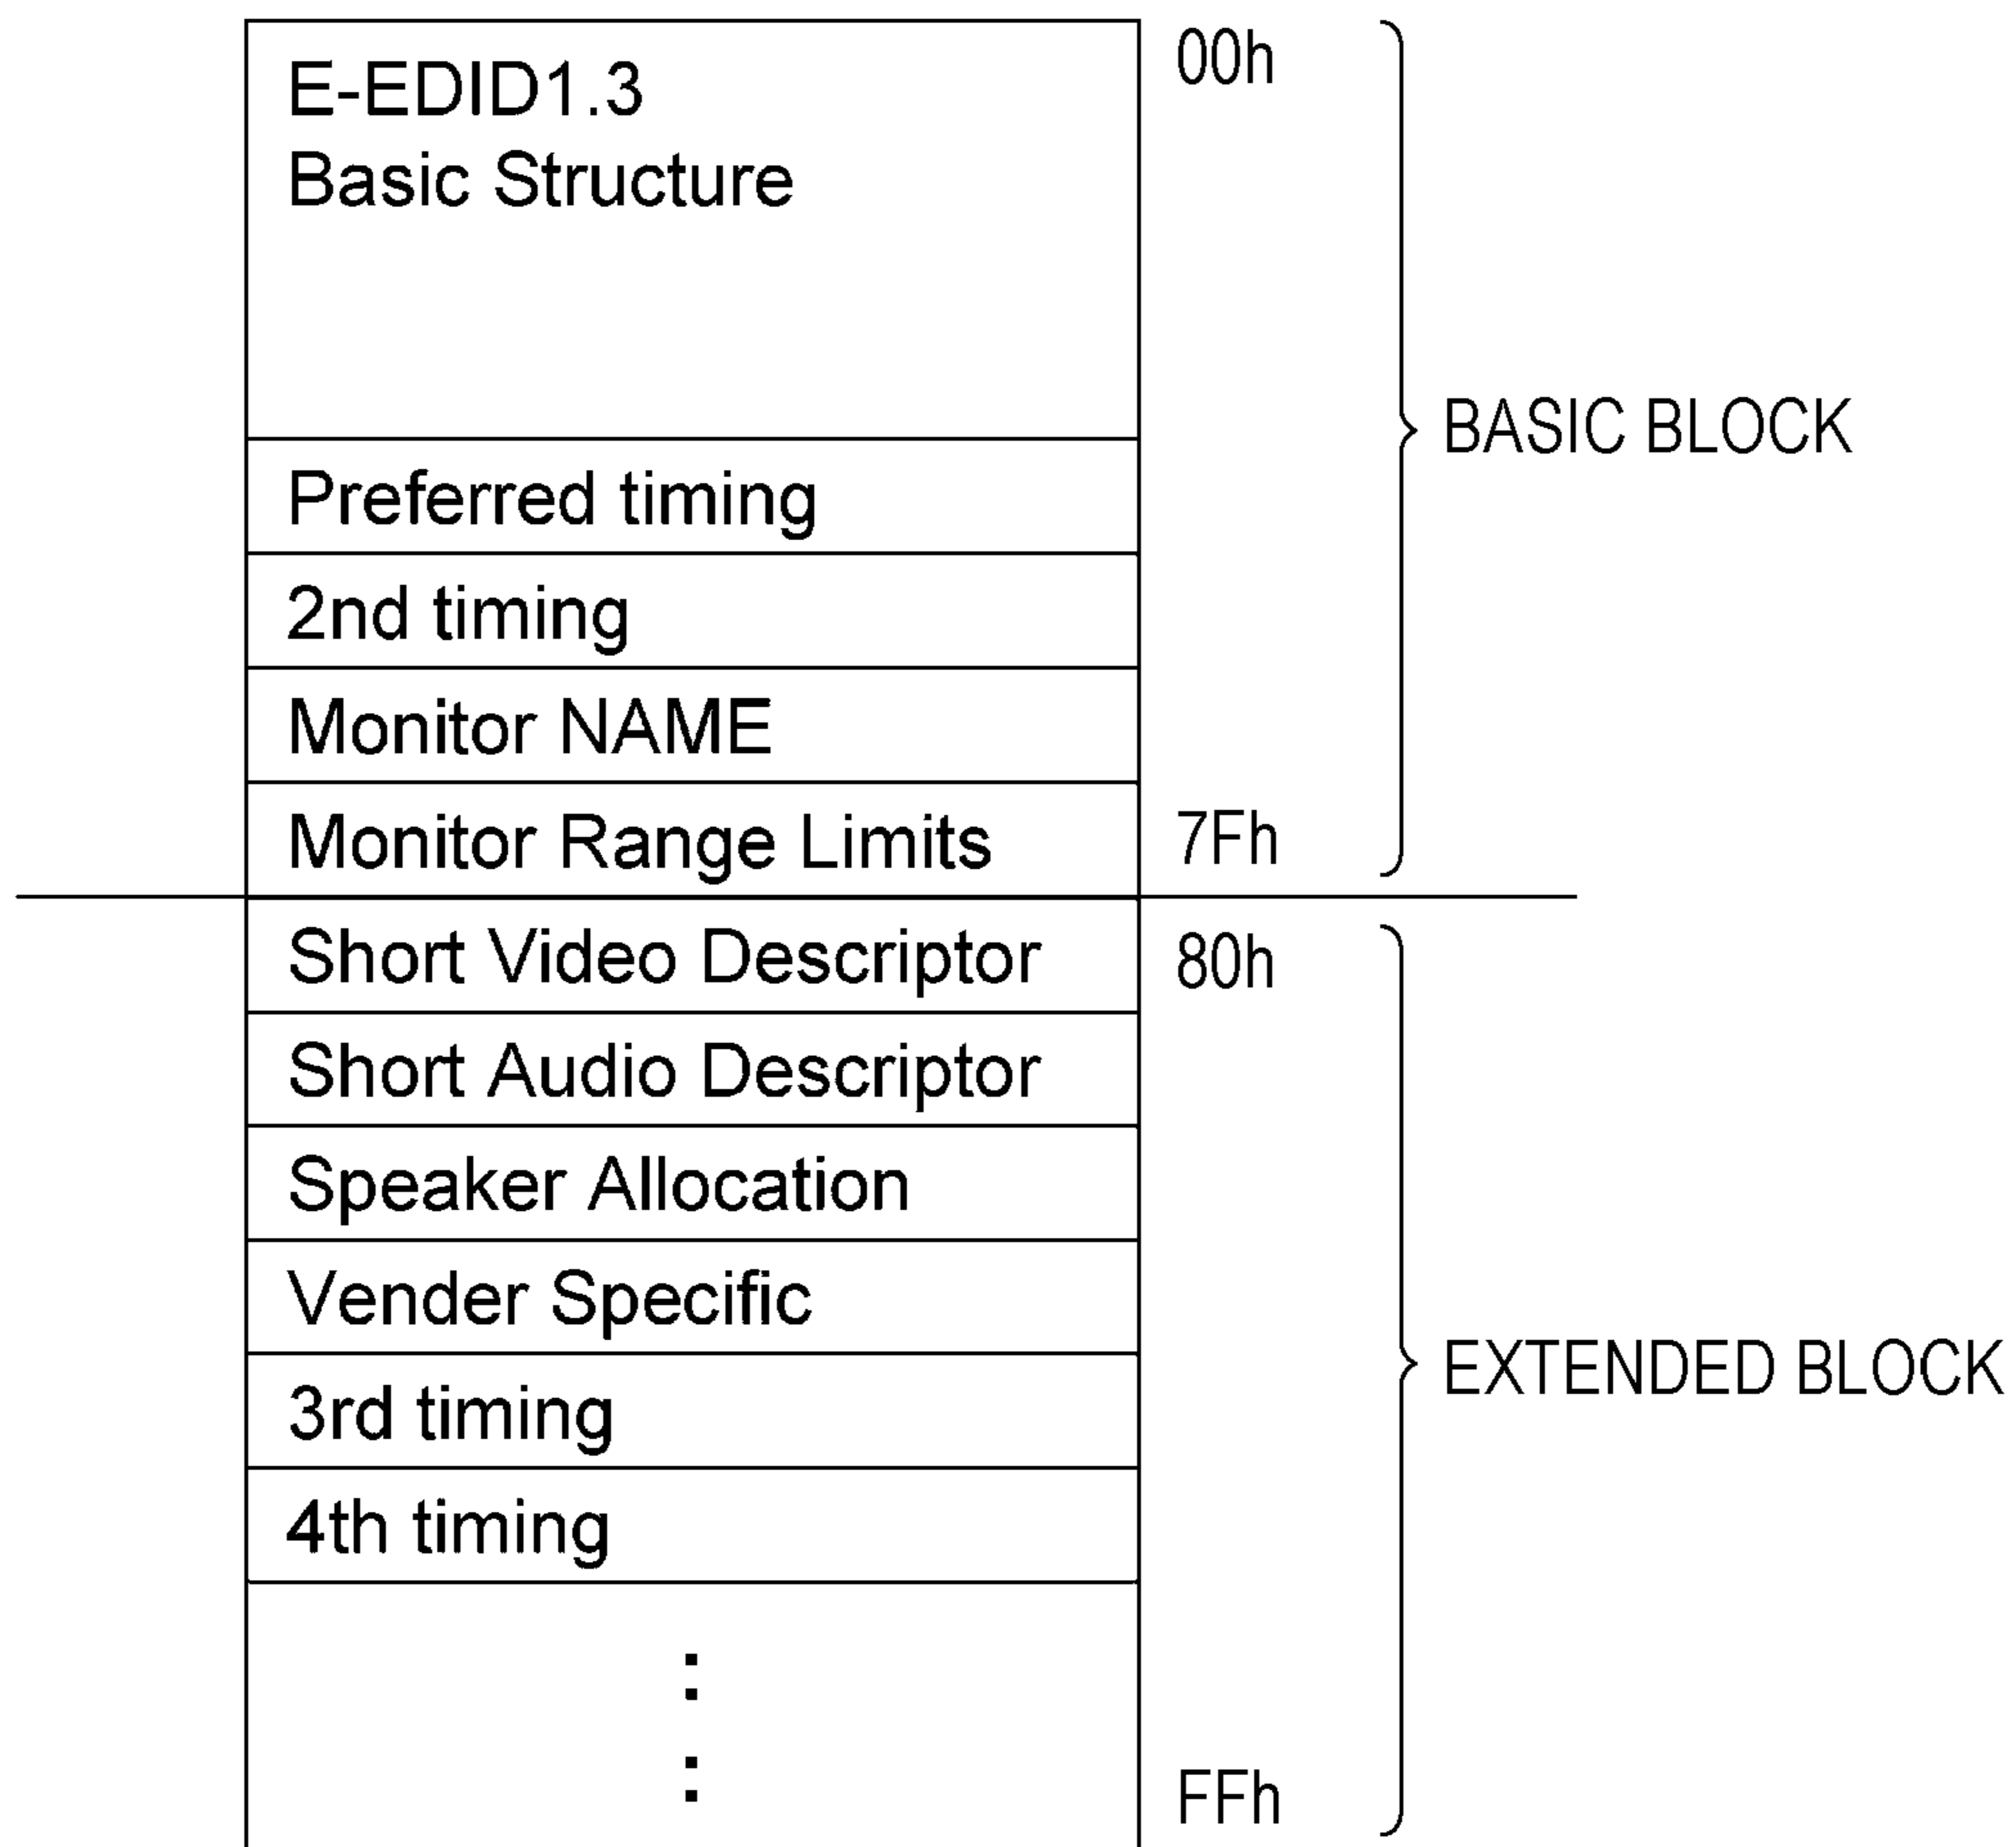 E-EDID1.3
Basic Structure
00h
BASIC BLOCK
Preferred timing
2nd timing
Monitor NAME
Monitor Range Limits
7Fh
Short Video Descriptor
80h
Short Audio Descriptor
Speaker Allocation
Vender Specific
EXTENDED BLOCK
3rd timing
4th timing
:
:
FFh